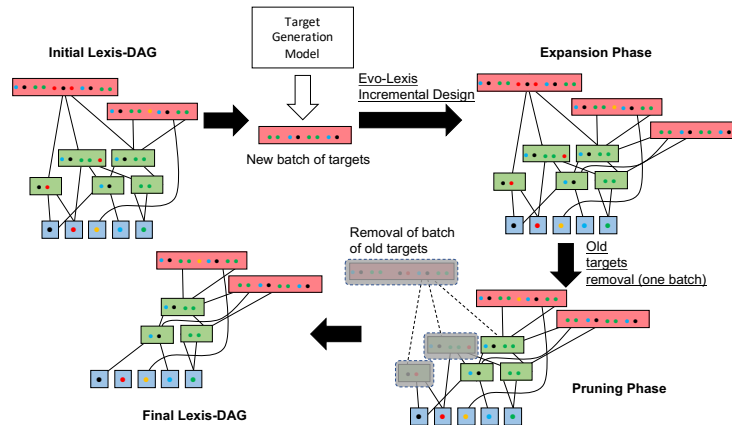 Target
Generation
Model
Initial Lexis-DAG
Evo-Lexis
Incremental Design
Expansion Phase
New batch of targets
Removal of batch
of old targets
Old
targets
removal (one batch)
Final Lexis-DAG
Pruning Phase